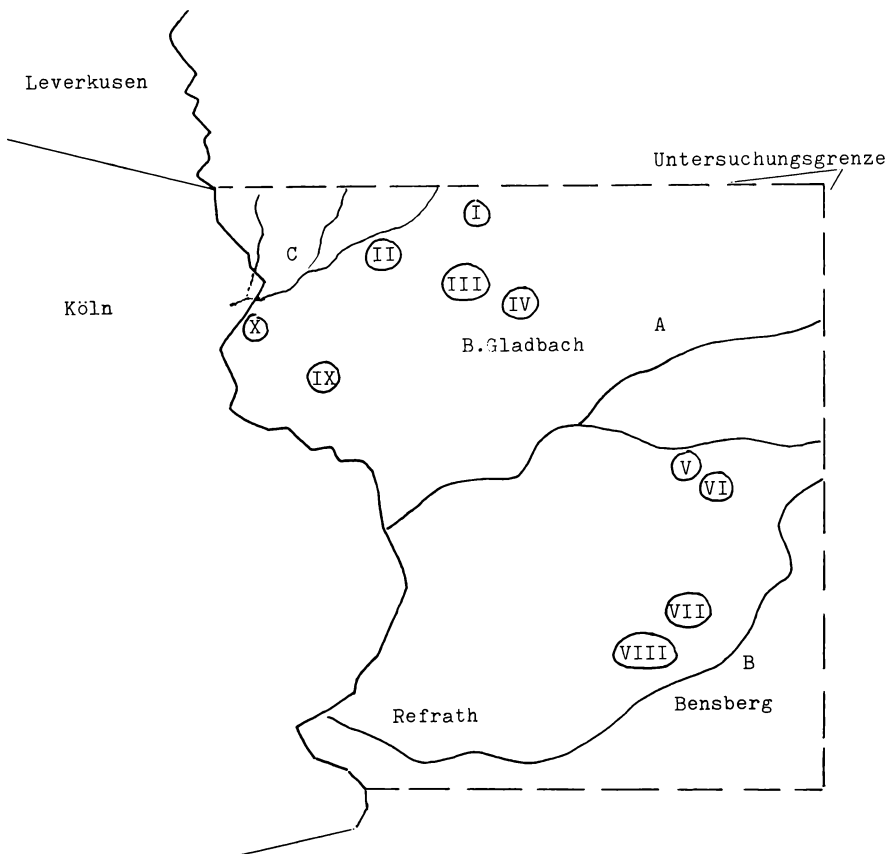 Leverkusen
Untersuchungsgrenze
I
C
II
III
IV
Köln
X
A
B.Gladbach
IX
V
VI
VII
VIII
B
Refrath
Bensberg